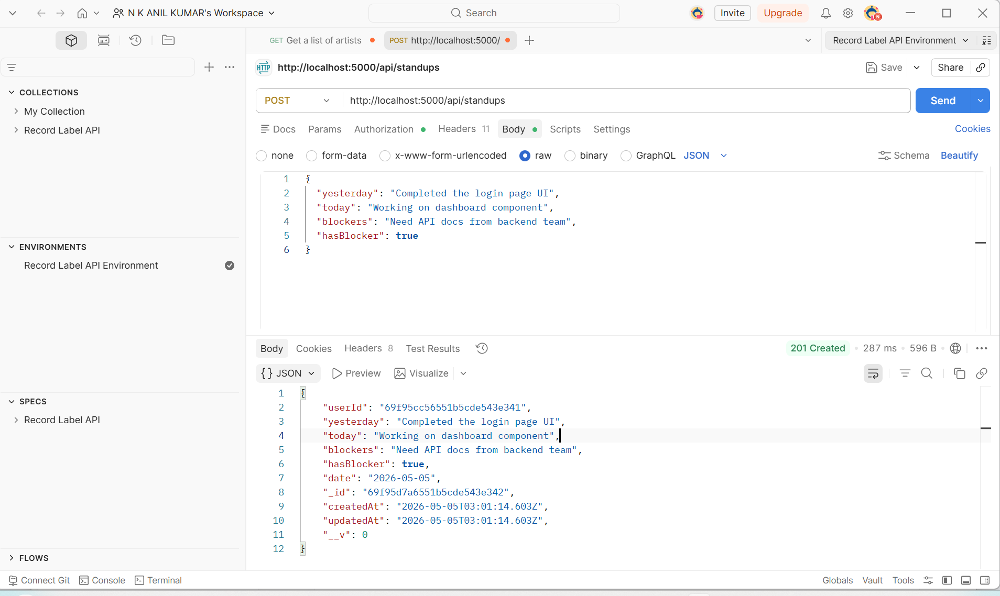 N K ANIL KUMAR's Workspace
Search
Invite
Upgrade
N
GET Get a list of artists
POST http://localhost:5000/
Record Label API Environment
HTTP http://localhost:5000/api/standups
Save
Share
COLLECTIONS
My Collection
Record Label API
POST
http://localhost:5000/api/standups
Send
Docs
Params
Authorization
Headers 11
Body
Scripts
Settings
Cookies
none
form-data
x-www-form-urlencoded
raw
binary
GraphQL
JSON
Schema
Beautify
1 {
2 "yesterday": "Completed the login page UI",
3 "today": "Working on dashboard component",
4 "blockers": "Need API docs from backend team",
5 "hasBlocker": true
6 }
ENVIRONMENTS
Record Label API Environment
Body
Cookies
Headers 8
Test Results
201 Created
287 ms
596 B
{} JSON
Preview
Visualize
1 {
2 "userId": "69f95cc56551b5cde543e341",
3 "yesterday": "Completed the login page UI",
4 "today": "Working on dashboard component",
5 "blockers": "Need API docs from backend team",
6 "hasBlocker": true,
7 "date": "2026-05-05",
8 "_id": "69f95d7a6551b5cde543e342",
9 "createdAt": "2026-05-05T03:01:14.603Z",
10 "updatedAt": "2026-05-05T03:01:14.603Z",
11 "__v": 0
12 }
SPECS
Record Label API
FLOWS
Connect Git
Console
Terminal
Globals
Vault
Tools